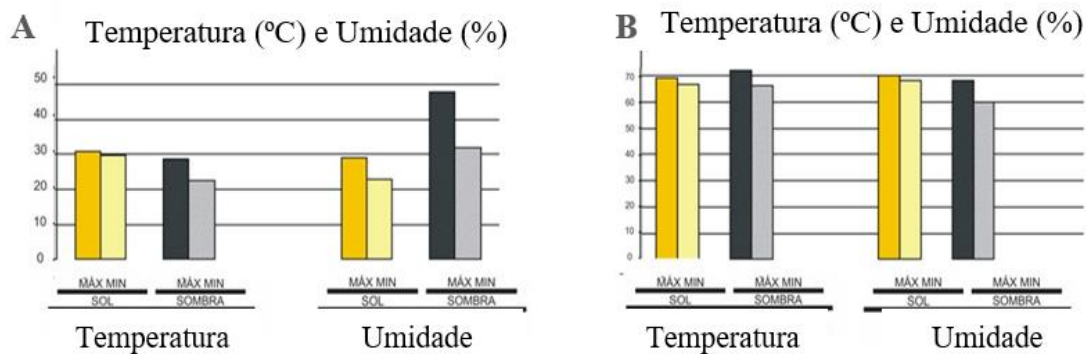 A Temperatura (ºC) e Umidade (%)
50
40
30
20
10
0
MÁX MIN MÁX MIN MÁX MIN MÁX MIN
SOL SOMBRA SOL SOMBRA
Temperatura Umidade
B Temperatura (ºC) e Umidade (%)
70
60
50
40
30
20
10
0
MÁX MIN MÁX MIN MÁX MIN MÁX MIN
SOL SOMBRA SOL SOMBRA
Temperatura Umidade